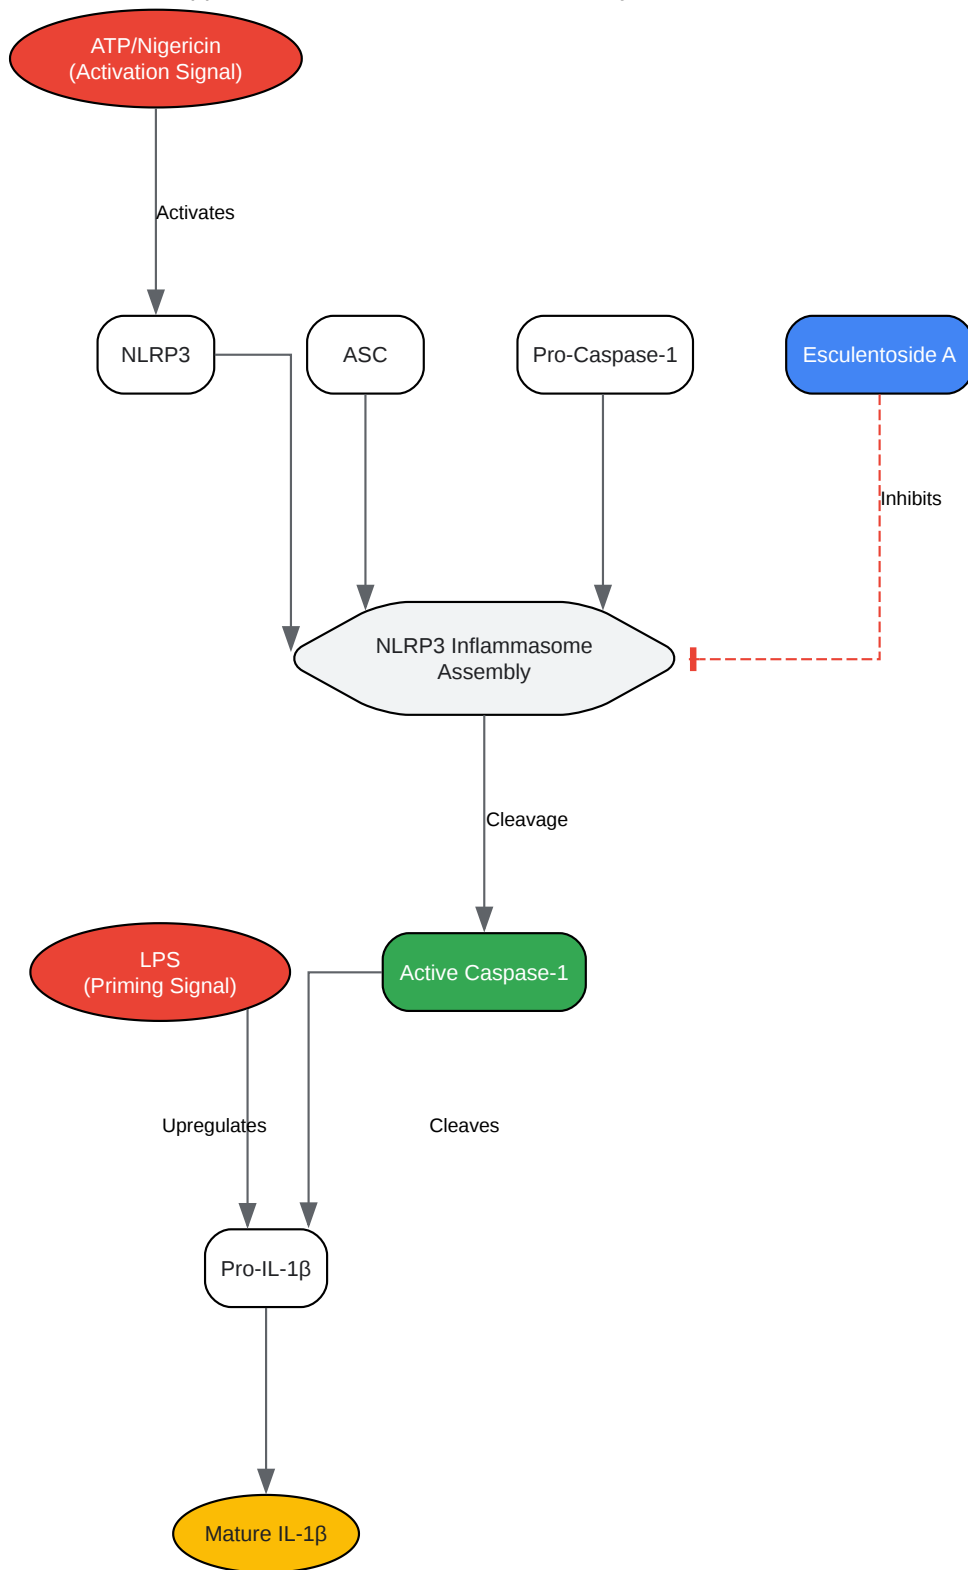 ATP/Nigericin
(Activation Signal)
Activates
NLRP3
ASC
Pro-Caspase-1
Esculentoside A
Inhibits
NLRP3 Inflammasome
Assembly
Cleavage
LPS
(Priming Signal)
Active Caspase-1
Upregulates
Cleaves
Pro-IL-1β
Mature IL-1β